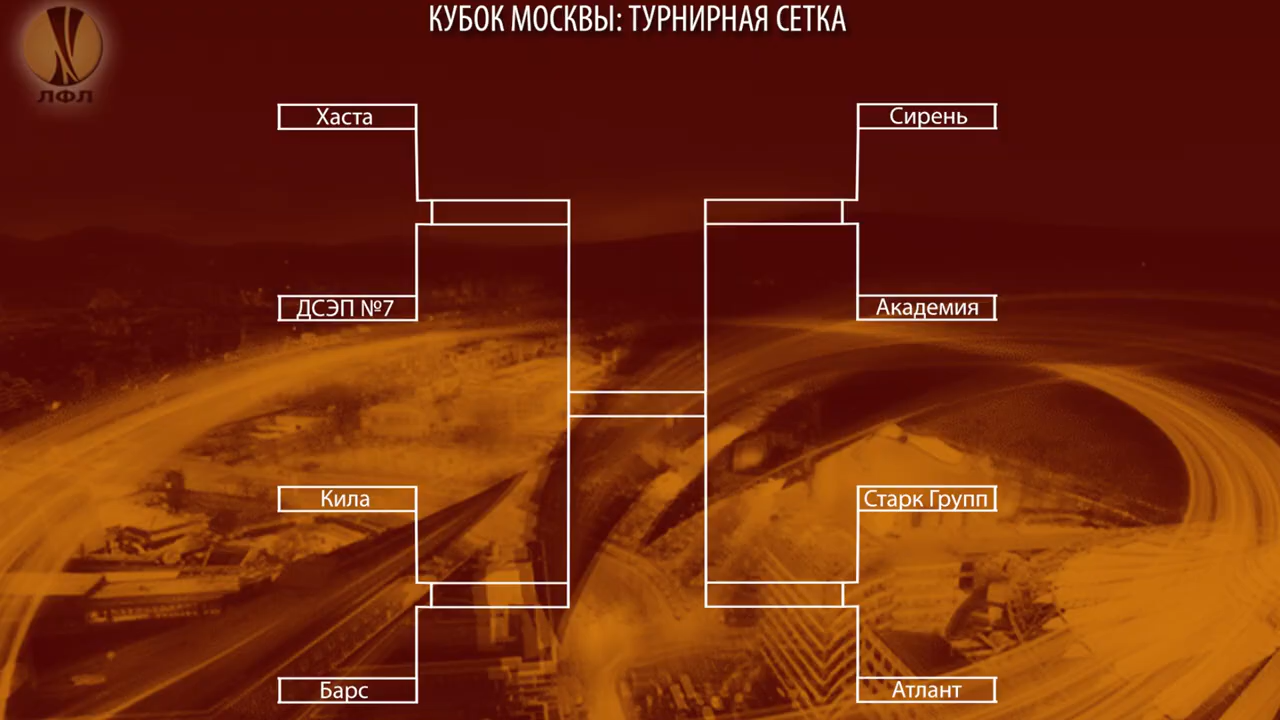 КУБОК МОСКВЫ: ТУРНИРНАЯ СЕТКА
ЛФЛ
Хаста
Сирень
ДСЭП №7
Академия
Кила
Старк Групп
Барс
Атлант